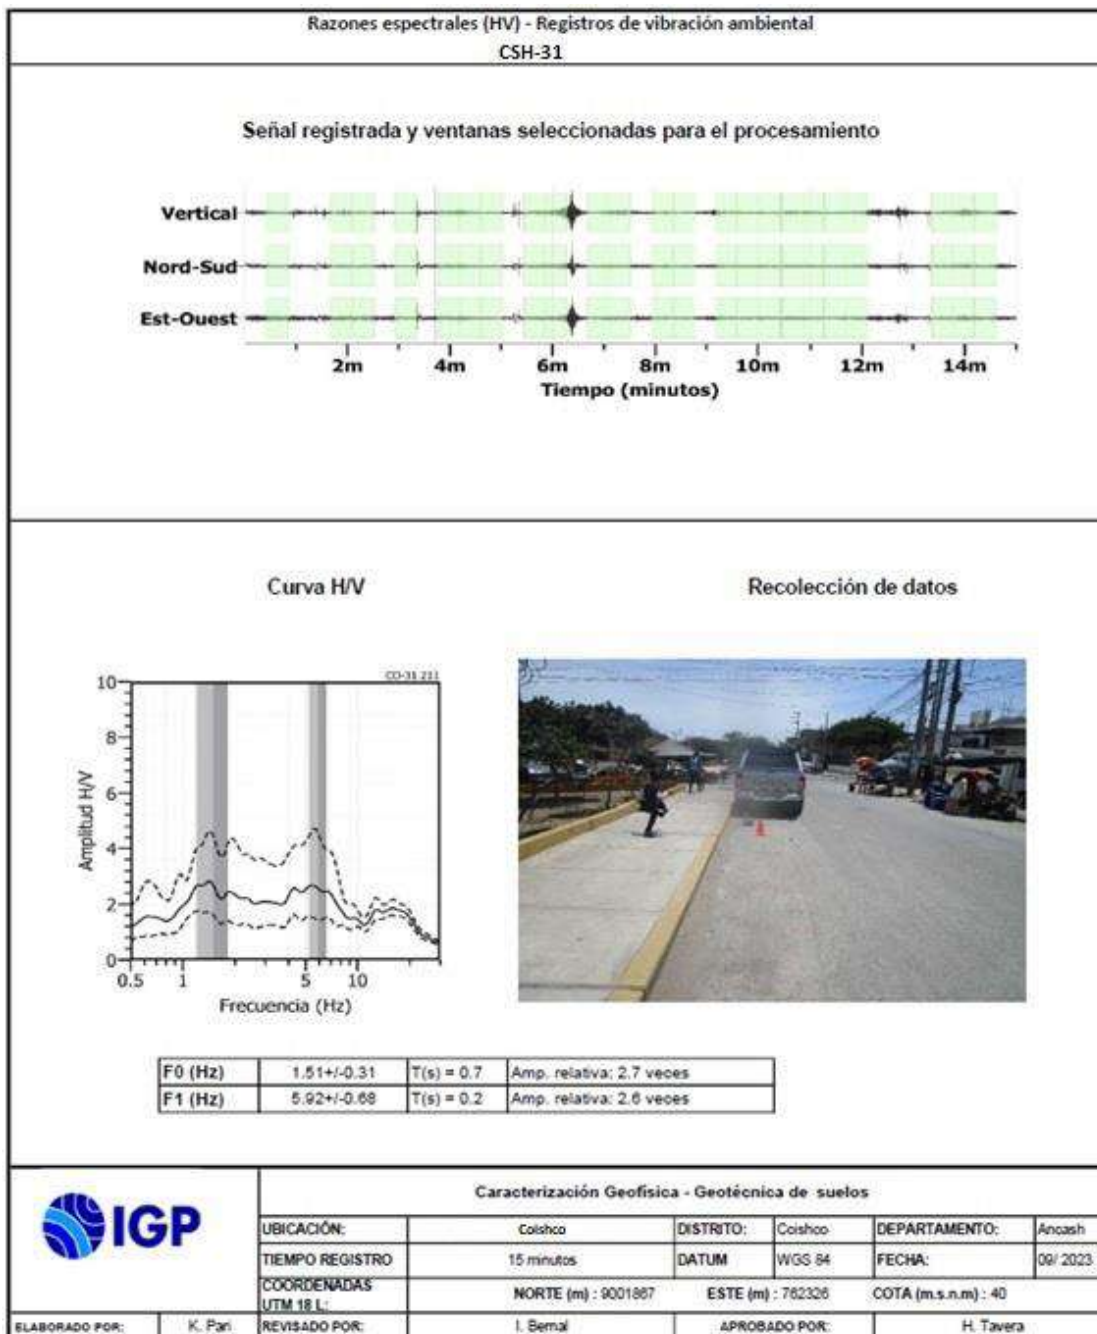 Razones espectrales (HV) - Registros de vibración ambiental
CSH-31
Señal registrada y ventanas seleccionadas para el procesamiento
Vertical
Nord-Sud
Est-Ouest
2m 4m 6m 8m 10m 12m 14m
Tiempo (minutos)
Curva H/V
Recolección de datos
CO-31 211
10
8
6
4
2
0
Amplitud H/V
0.5 1 5 10
Frecuencia (Hz)
F0 (Hz) 1.51+/-0.31 T(s) = 0.7 Amp. relativa: 2.7 veces
F1 (Hz) 5.92+/-0.68 T(s) = 0.2 Amp. relativa: 2.6 veces
IGP
Caracterización Geofísica - Geotécnica de suelos
UBICACIÓN: Coishco DISTRITO: Coishco DEPARTAMENTO: Ancash
TIEMPO REGISTRO 15 minutos DATUM WGS 84 FECHA: 09/ 2023
COORDENADAS UTM 18 L: NORTE (m) : 9001867 ESTE (m) : 762326 COTA (m.s.n.m) : 40
ELABORADO POR: K. Pari REVISADO POR: I. Bernal APROBADO POR: H. Tavera